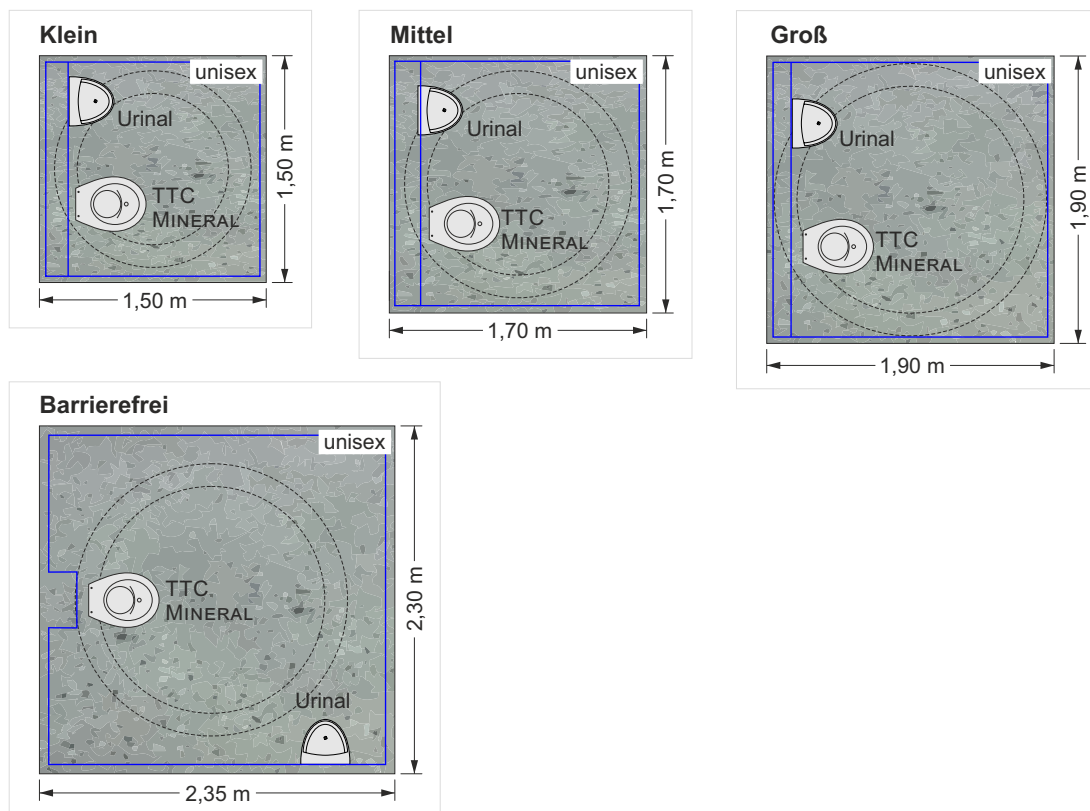 Klein
unisex
Urinal
TTC
MINERAL
1,50 m
1,50 m
Mittel
unisex
Urinal
TTC
MINERAL
1,70 m
1,70 m
Groß
unisex
Urinal
TTC
MINERAL
1,90 m
1,90 m
Barrierefrei
unisex
TTC
MINERAL
Urinal
2,30 m
2,35 m